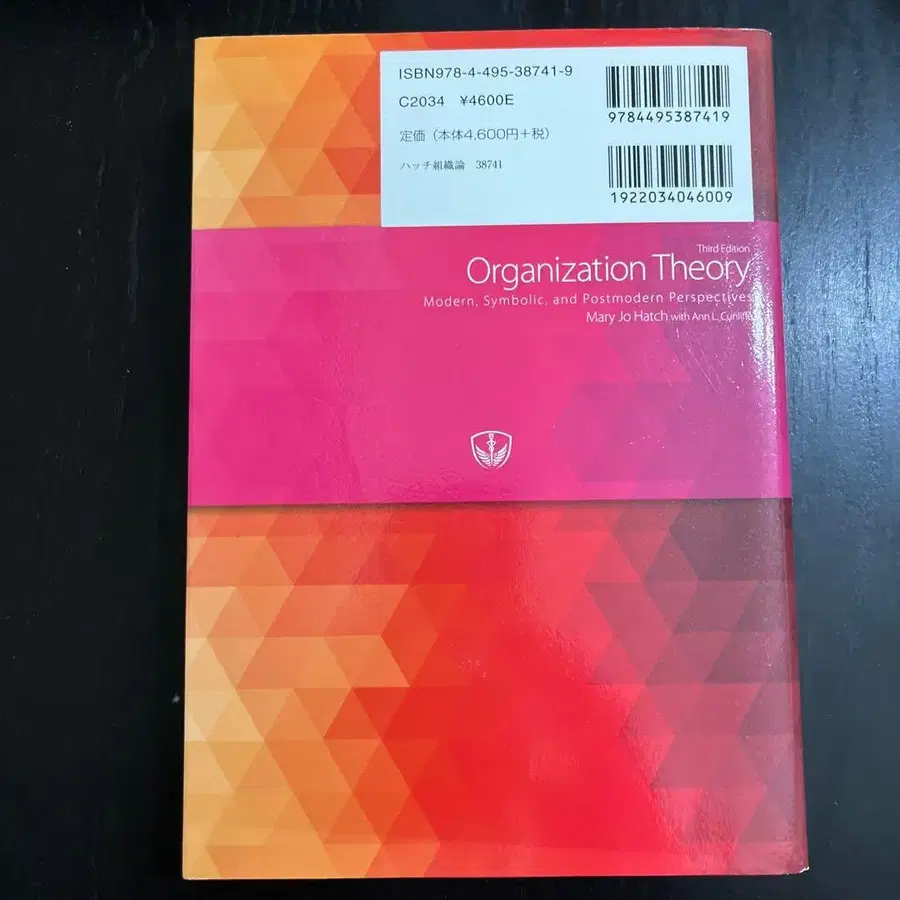 ISBN978-4-495-38741-9
C2034 ¥4600E
定価（本体4,600円＋税）
ハッチ組織論 38741
9784495387419
1922034046009
Third Edition
Organization Theory
Modern, Symbolic, and Postmodern Perspectives
Mary Jo Hatch with Ann L. Cunliffe